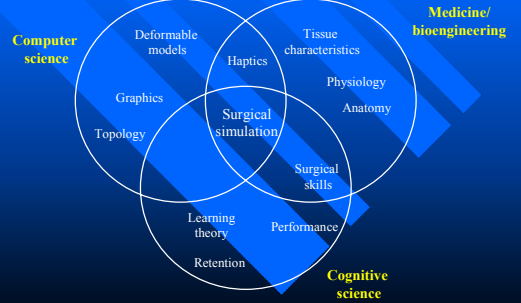 Computer
science
Medicine/
bioengineering
Deformable
models
Haptics
Tissue
characteristics
Physiology
Anatomy
Graphics
Topology
Surgical
simulation
Surgical
skills
Learning
theory
Performance
Retention
Cognitive
science